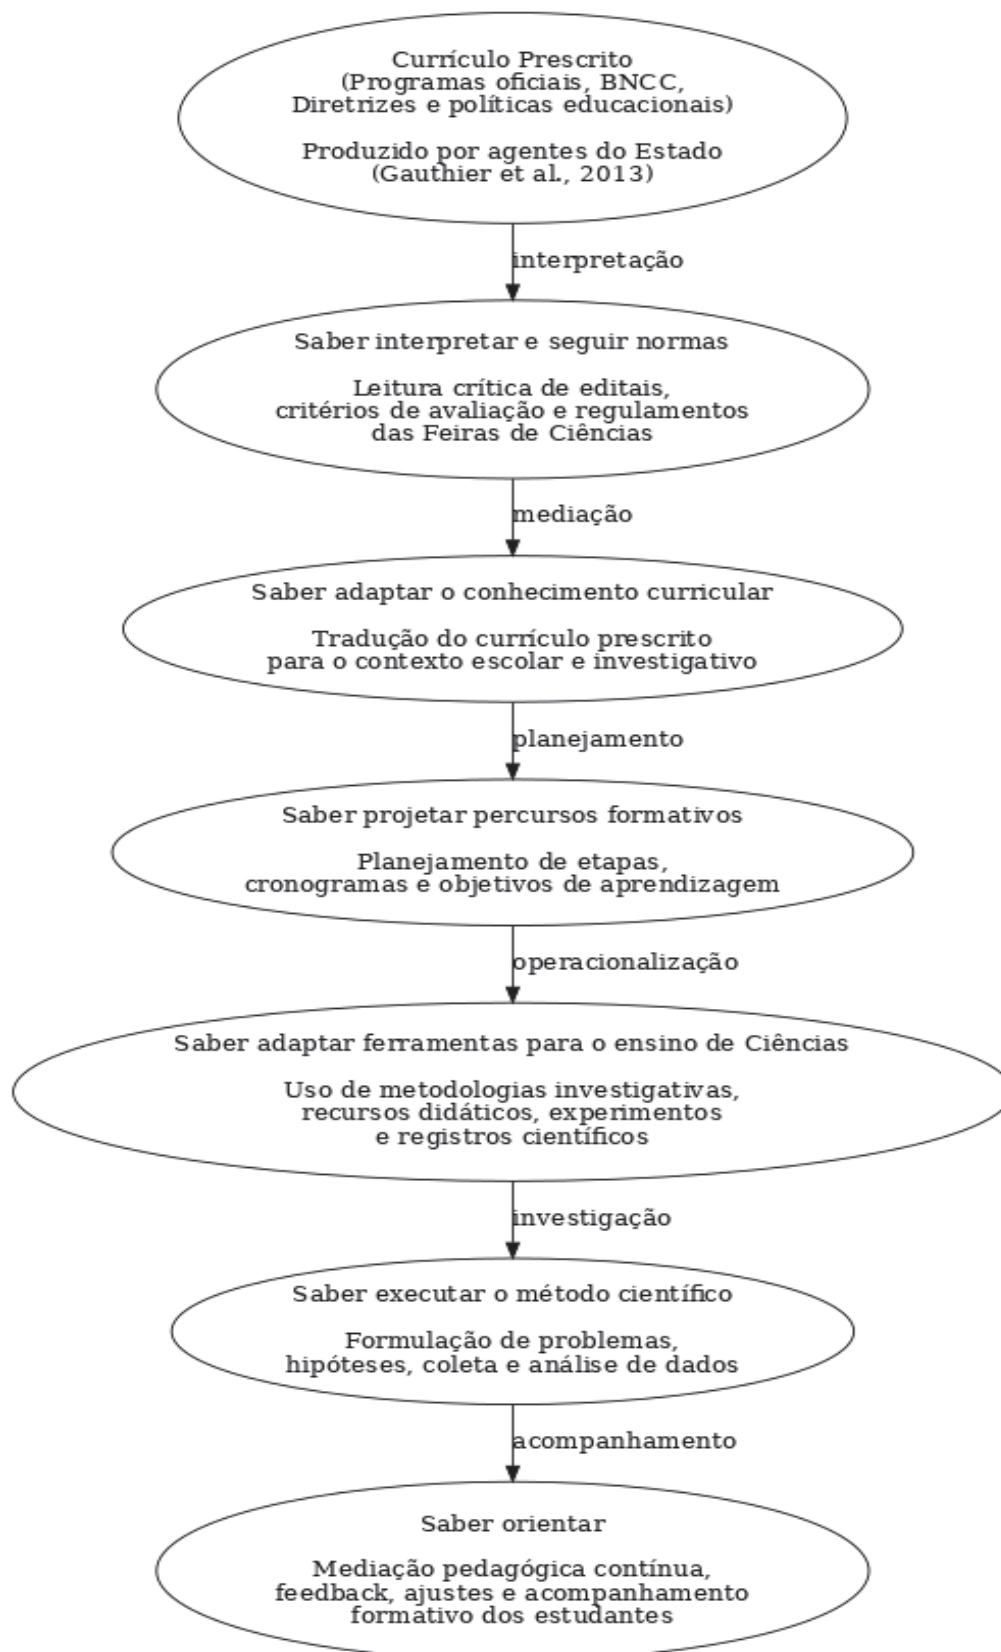 Currículo Prescrito
(Programas oficiais, BNCC,
Diretrizes e políticas educacionais)
Produzido por agentes do Estado
(Gauthier et al., 2013)
interpretação
Saber interpretar e seguir normas
Leitura crítica de editais,
critérios de avaliação e regulamentos
das Feiras de Ciências
mediação
Saber adaptar o conhecimento curricular
Tradução do currículo prescrito
para o contexto escolar e investigativo
planejamento
Saber projetar percursos formativos
Planejamento de etapas,
cronogramas e objetivos de aprendizagem
operacionalização
Saber adaptar ferramentas para o ensino de Ciências
Uso de metodologias investigativas,
recursos didáticos, experimentos
e registros científicos
investigação
Saber executar o método científico
Formulação de problemas,
hipóteses, coleta e análise de dados
acompanhamento
Saber orientar
Mediação pedagógica contínua,
feedback, ajustes e acompanhamento
formativo dos estudantes